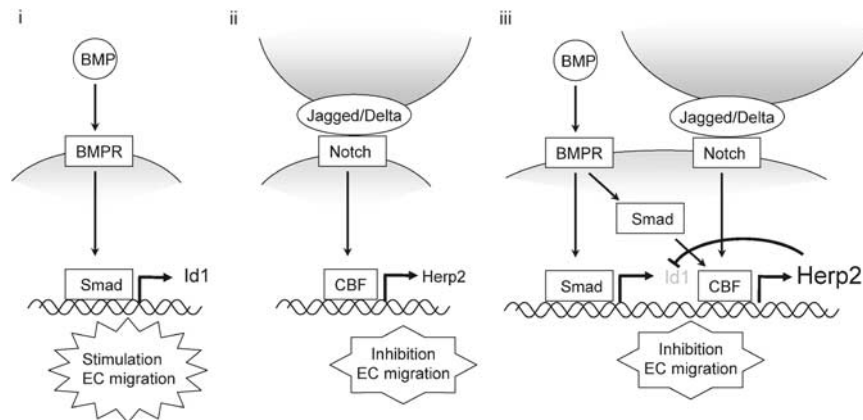 i
BMP
BMPR
Smad
Id1
Stimulation
EC migration
ii
Jagged/Delta
Notch
CBF
Herp2
Inhibition
EC migration
iii
BMP
Jagged/Delta
BMPR
Notch
Smad
Smad
Id1
CBF
Herp2
Inhibition
EC migration